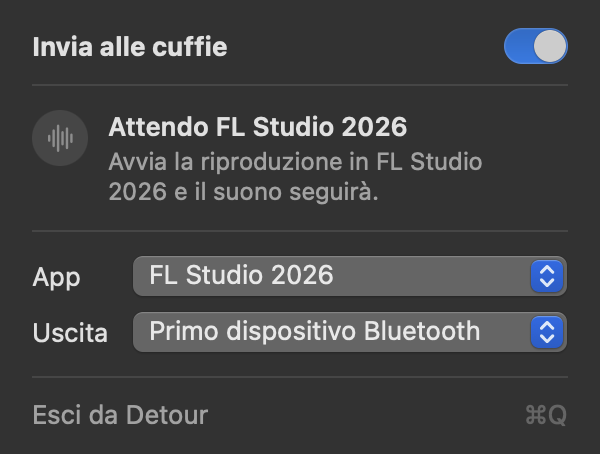 Invia alle cuffie
Attendo FL Studio 2026
Avvia la riproduzione in FL Studio
2026 e il suono seguirà.
App
FL Studio 2026
Uscita
Primo dispositivo Bluetooth
Esci da Detour
⌘Q